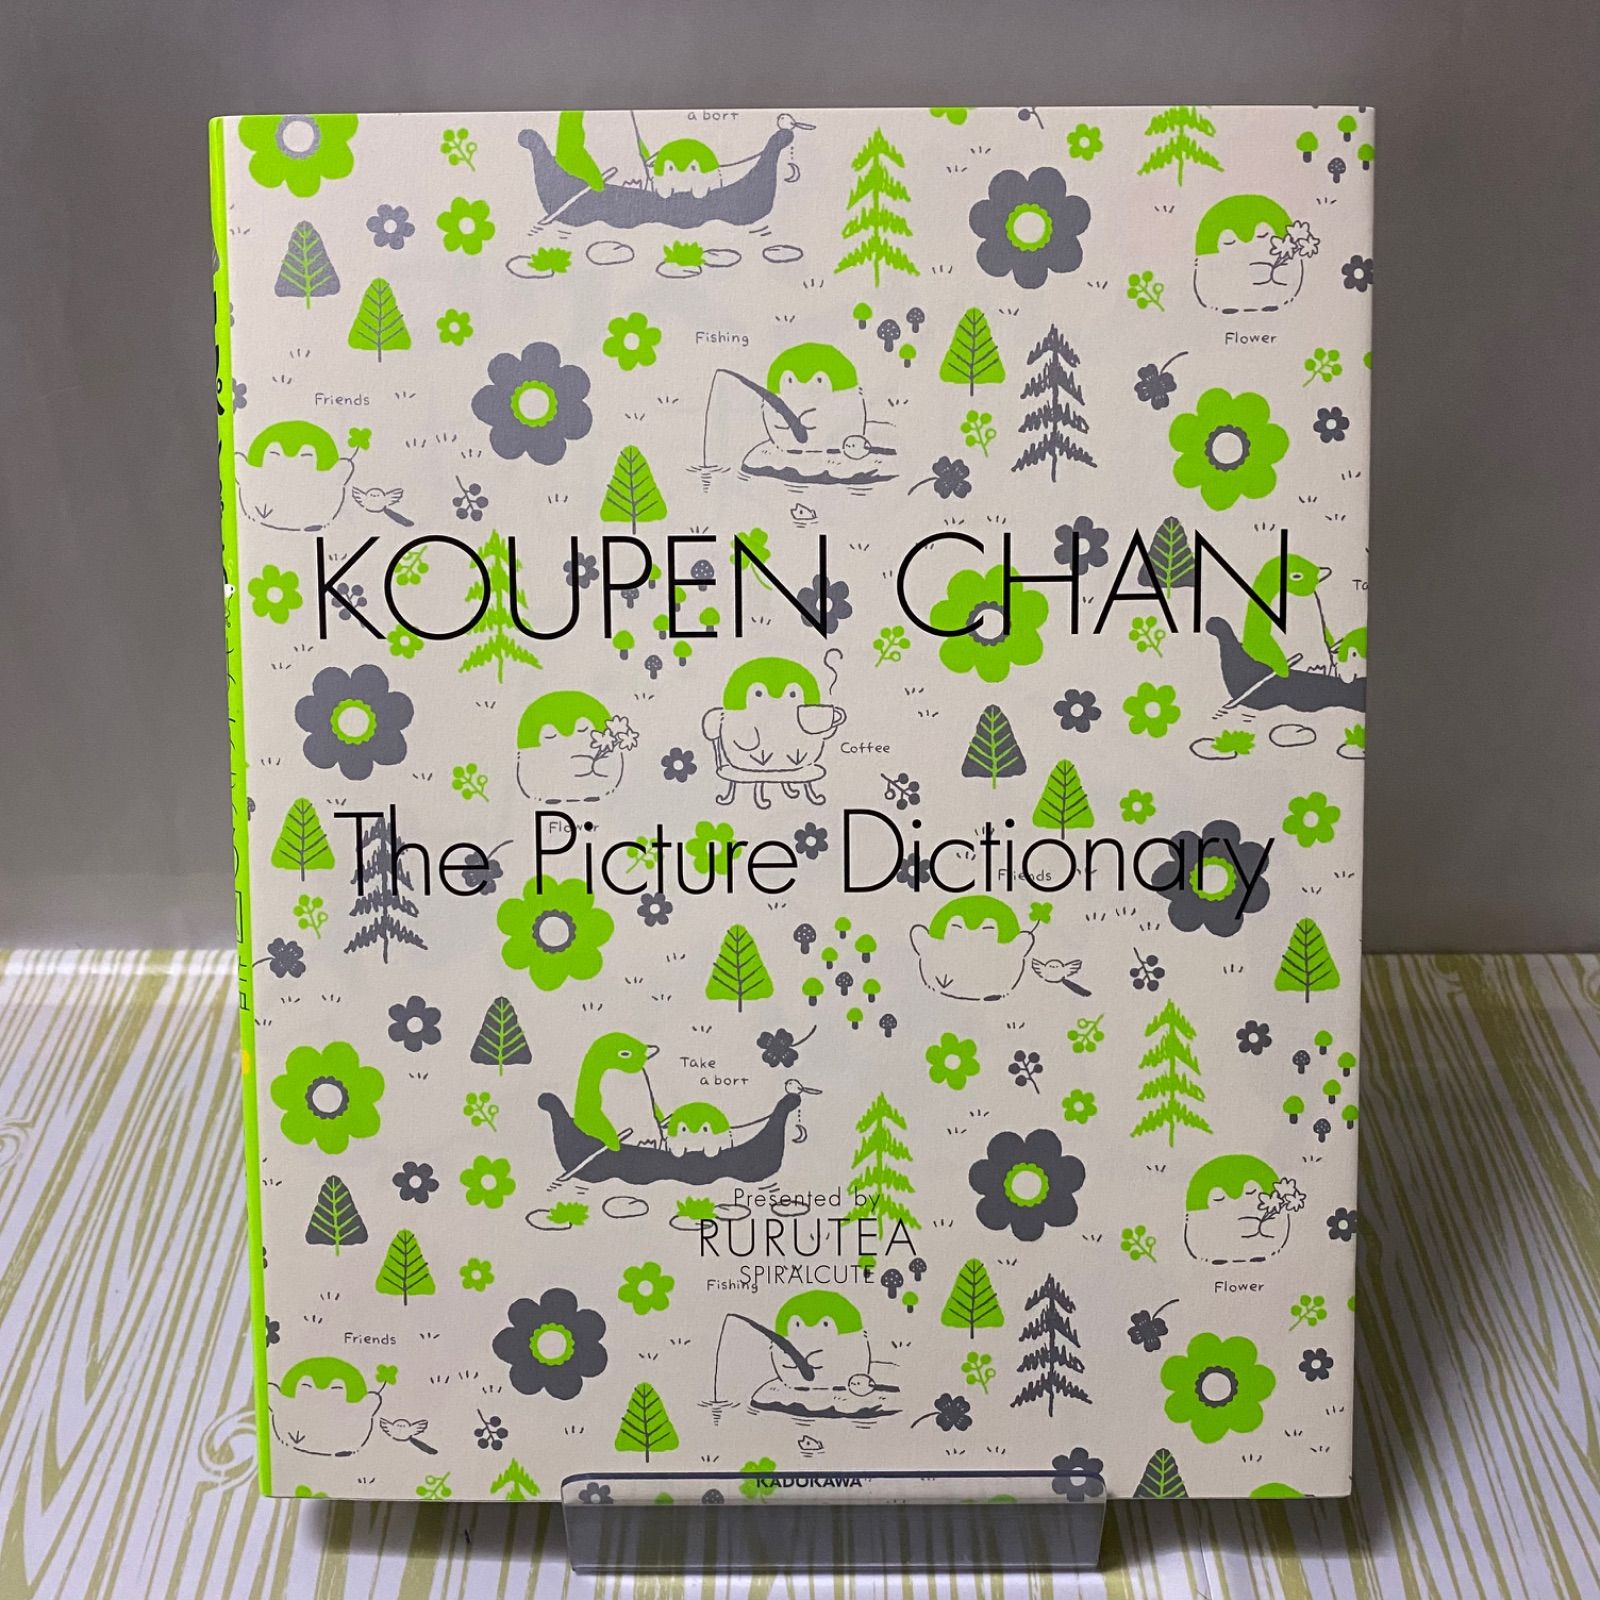 a bort
Fishing
Flower
Friends
KOUPEN CHAN
Ta
Coffee
Flower
The Picture Dictionary
Friends
Take
a bort
Presented by
RURUTEA
SPIRALCUTE
Fishing
Flower
Friends
KADOKAWA